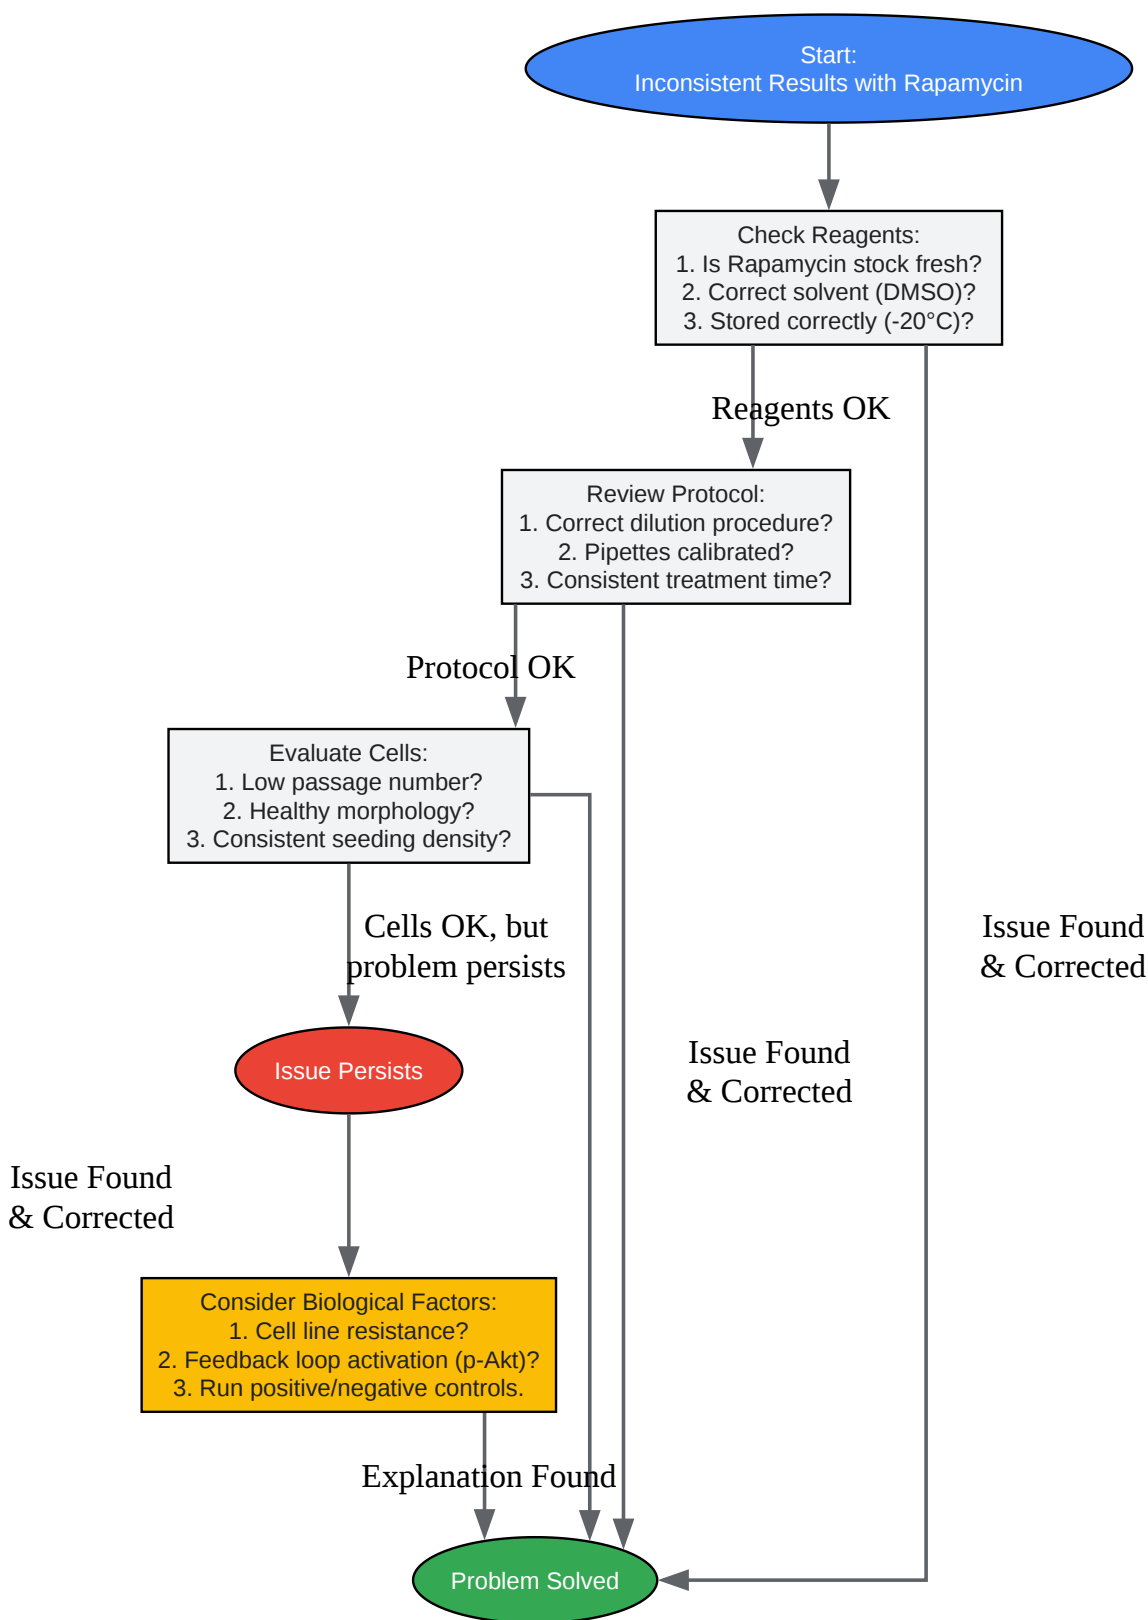 Start:
Inconsistent Results with Rapamycin
Check Reagents:
1. Is Rapamycin stock fresh?
2. Correct solvent (DMSO)?
3. Stored correctly (-20°C)?
Reagents OK
Review Protocol:
1. Correct dilution procedure?
2. Pipettes calibrated?
3. Consistent treatment time?
Protocol OK
Evaluate Cells:
1. Low passage number?
2. Healthy morphology?
3. Consistent seeding density?
Cells OK, but
problem persists
Issue Found
& Corrected
Issue Persists
Issue Found
& Corrected
Issue Found
& Corrected
Consider Biological Factors:
1. Cell line resistance?
2. Feedback loop activation (p-Akt)?
3. Run positive/negative controls.
Explanation Found
Problem Solved